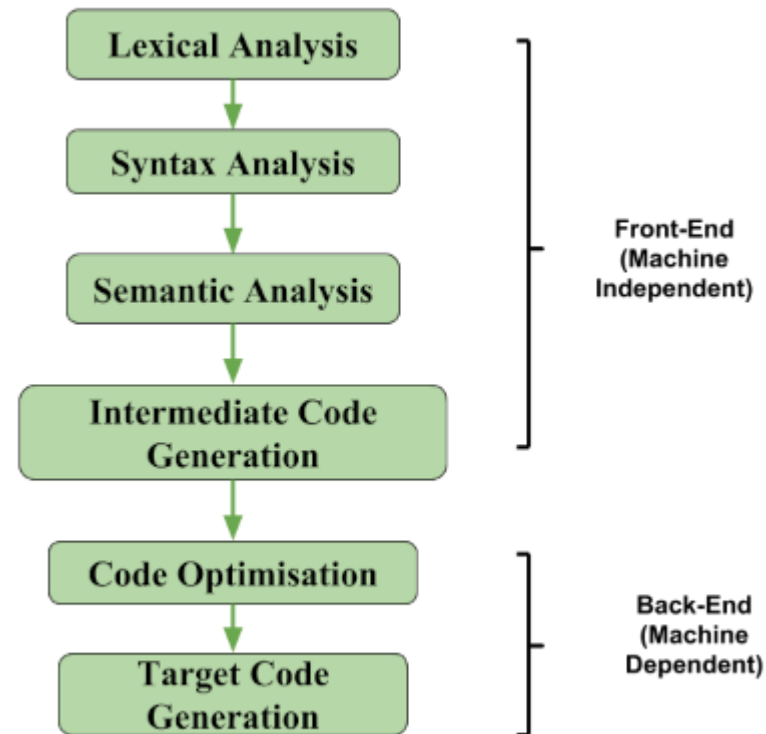 Lexical Analysis
Syntax Analysis
Semantic Analysis
Intermediate Code
Generation
Front-End
(Machine
Independent)
Code Optimisation
Target Code
Generation
Back-End
(Machine
Dependent)